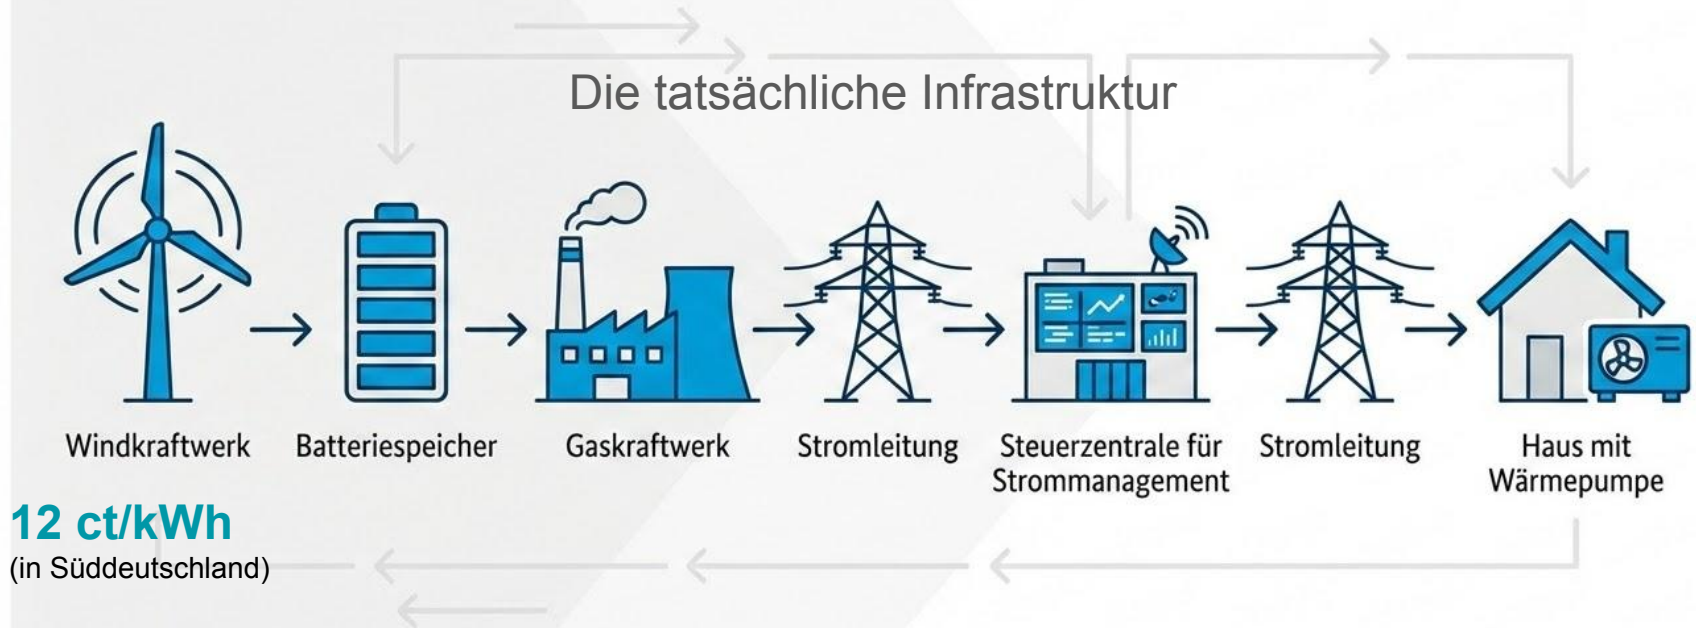 Die tatsächliche Infrastruktur
Windkraftwerk
Batteriespeicher
Gaskraftwerk
Stromleitung
Steuerzentrale für
Strommanagement
Stromleitung
Haus mit
Wärmepumpe
12 ct/kWh
(in Süddeutschland)